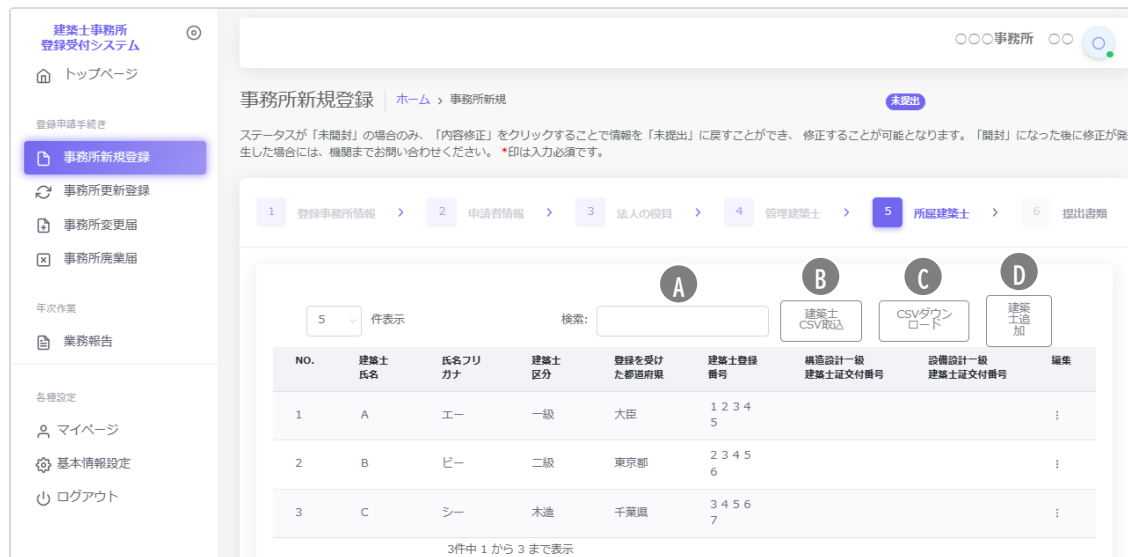 建築士事務所
登録受付システム
トップページ
登録申請手続き
事務所新規登録
事務所更新登録
事務所変更届
事務所廃業届
年次作業
業務報告
各種設定
マイページ
基本情報設定
ログアウト
〇〇〇事務所 〇〇 〇
事務所新規登録 ホーム > 事務所新規 未提出
ステータスが「未開封」の場合のみ、「内容修正」をクリックすることで情報を「未提出」に戻すことができ、 修正することが可能となります。「開封」になった後に修正が発
生した場合には、機関までお問い合わせください。 *印は入力必須です。
1 登録事務所情報 > 2 申請者情報 > 3 法人の役員 > 4 管理建築士 > 5 所属建築士 > 6 提出書類
A B C D
5 件表示 検索:
建築士
CSV取込
CSVダウン
ロード
建築
士追
加
NO. 建築士 氏名フリ 建築士 登録を受け 建築士登録 構造設計一級 設備設計一級 編集
氏名 ガナ 区分 た都道府県 番号 建築士証交付番号 建築士証交付番号
1 A エー 一級 大臣 1 2 3 4
5
2 B ビー 二級 東京都 2 3 4 5
6
3 C シー 木造 千葉県 3 4 5 6
7
3件中 1 から 3 まで表示